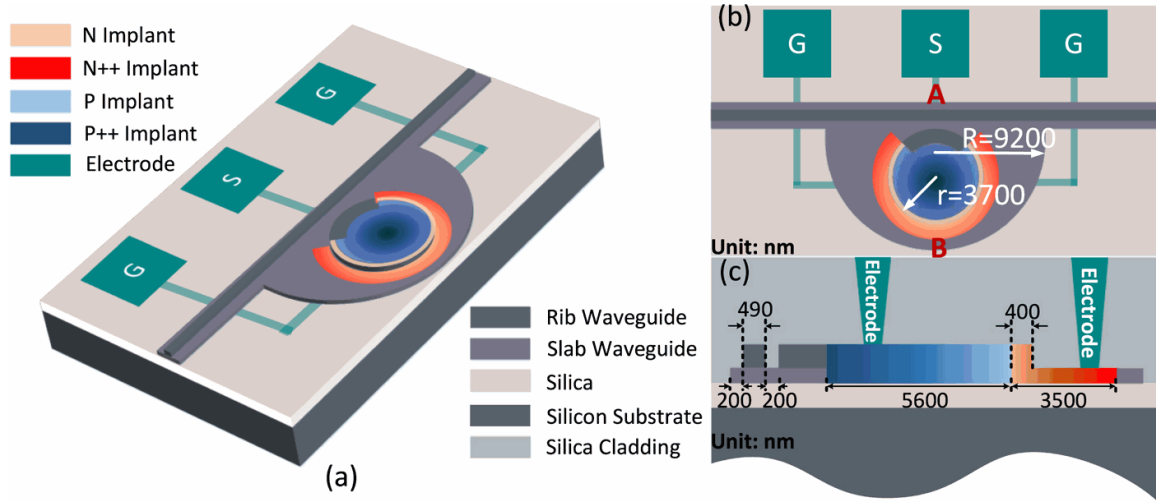 N Implant
N++ Implant
P Implant
P++ Implant
Electrode
G
S
G
Rib Waveguide
Slab Waveguide
Silica
Silicon Substrate
Silica Cladding
(a)
(b)
G
S
G
A
R=9200
r=3700
B
Unit: nm
(c)
Electrode
Electrode
490
400
200
200
5600
3500
Unit: nm